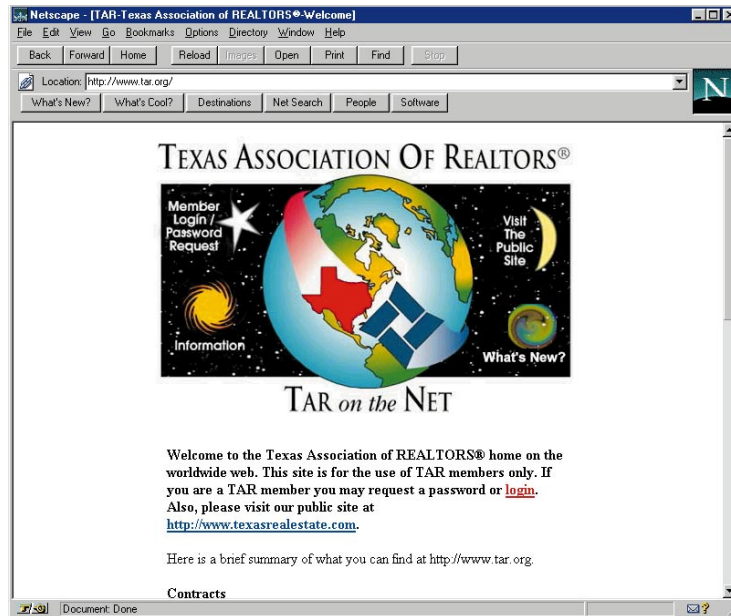 Netscape - [TAR-Texas Association of REALTORS®-Welcome]
File Edit View Go Bookmarks Options Directory Window Help
Back Forward Home Reload Images Open Print Find Stop
Location: http://www.tar.org/
N
What's New? What's Cool? Destinations Net Search People Software
TEXAS ASSOCIATION OF REALTORS®
Member
Login /
Password
Request
Visit
The
Public
Site
Information
What's New?
TAR on the NET
Welcome to the Texas Association of REALTORS® home on the
worldwide web. This site is for the use of TAR members only. If
you are a TAR member you may request a password or login.
Also, please visit our public site at
http://www.texasrealestate.com.
Here is a brief summary of what you can find at http://www.tar.org.
Contracts
Document: Done
?